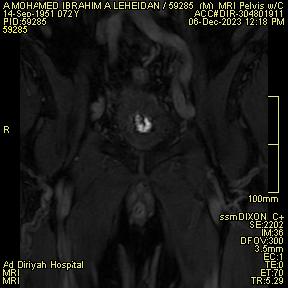 A MOHAMED IBRAHIM A LEHEIDAN / 59285 (M) MRI Pelvis w/C
14-Sep-1951 072Y ACC#DIR-304801911
PID:59285 06-Dec-2023 12:18 PM
59285
R
100mm
ssmDIXON_C+
SE:2202
IM:36
DFOV:300
3.5mm
Ad Diriyah Hospital EC:1
MRI TE:0
MRI ET:70
TR:5.29